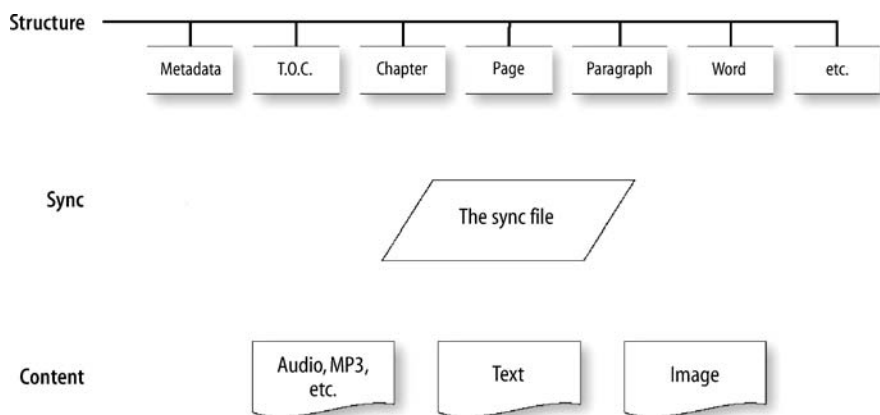 Structure
Metadata
T.O.C.
Chapter
Page
Paragraph
Word
etc.
Sync
The sync file
Content
Audio, MP3,
etc.
Text
Image